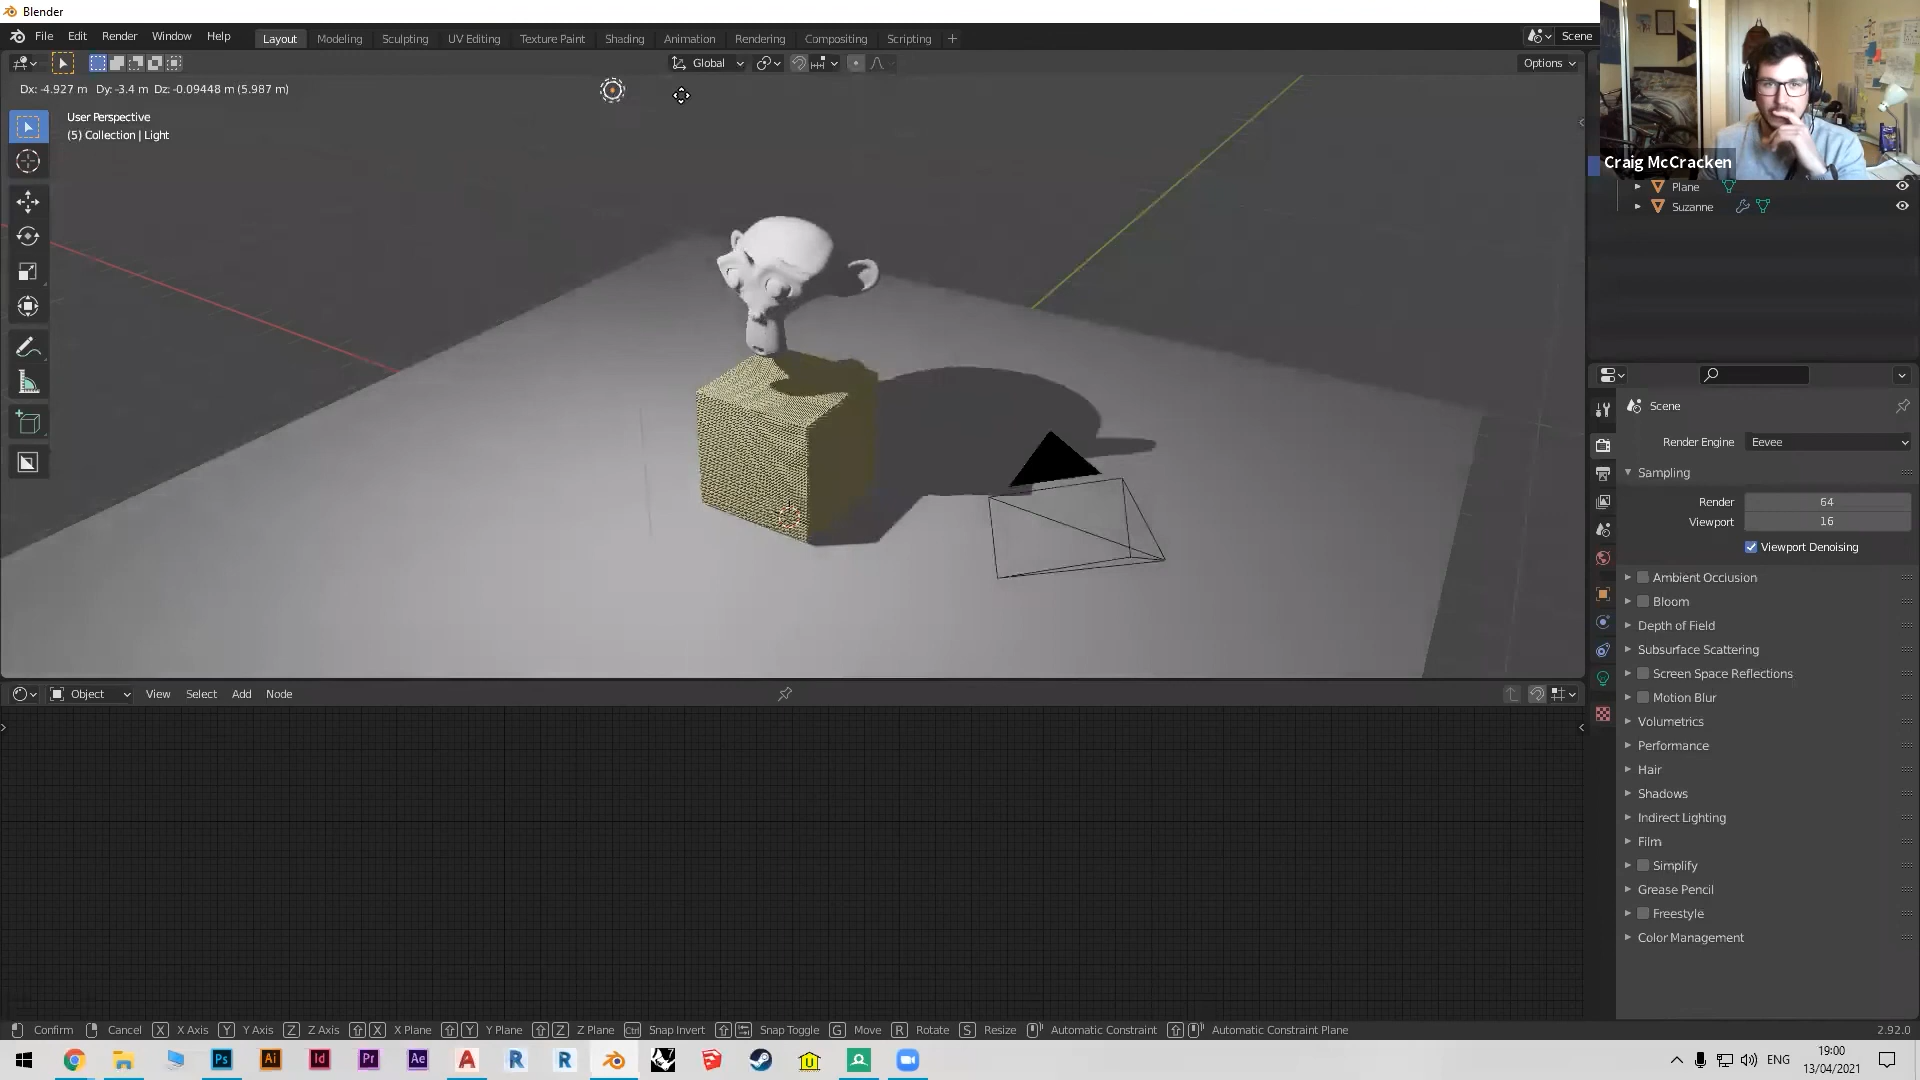 Blender
File Edit Render Window Help Layout Modeling Sculpting UV Editing Texture Paint Shading Animation Rendering Compositing Scripting + Scene
Global Options
Dx: -4.927 m Dy: -3.4 m Dz: -0.09448 m (5.987 m)
User Perspective
(5) Collection | Light
Craig McCracken
Plane
Suzanne
Scene
Render Engine Eevee
Sampling
Render 64
Viewport 16
Viewport Denoising
Ambient Occlusion
Bloom
Depth of Field
Subsurface Scattering
Screen Space Reflections
Motion Blur
Volumetrics
Performance
Hair
Shadows
Indirect Lighting
Film
Simplify
Grease Pencil
Freestyle
Color Management
Object View Select Add Node
Confirm Cancel X X Axis Y Y Axis Z Z Axis X X Plane Y Y Plane Z Z Plane Ctrl Snap Invert Snap Toggle G Move R Rotate S Resize Automatic Constraint Automatic Constraint Plane 2.92.0
Ps Ai Id Pr Ae A R R ENG
19:00
13/04/2021